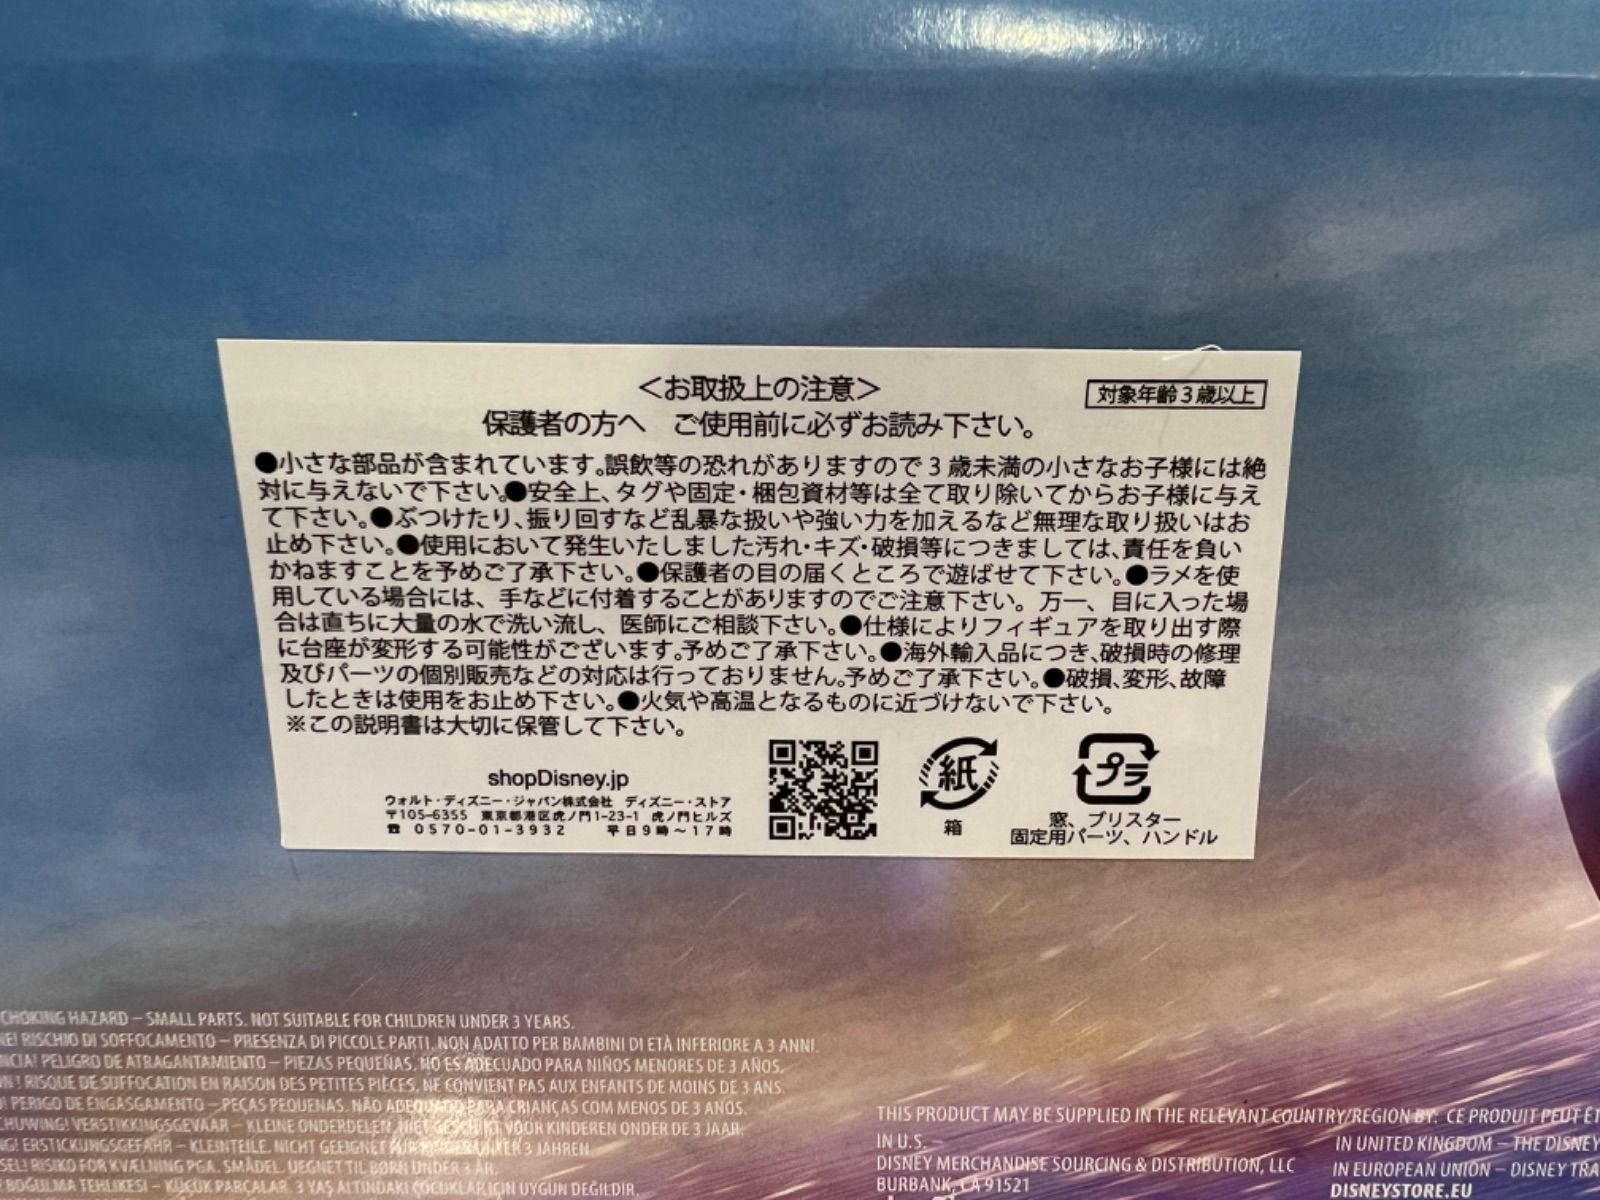 <お取扱上の注意>
対象年齢3歳以上
保護者の方へ ご使用前に必ずお読み下さい。
●小さな部品が含まれています。誤飲等の恐れがありますので3歳未満の小さなお子様には絶
対に与えないで下さい。●安全上、タグや固定・梱包資材等は全て取り除いてからお子様に与え
て下さい。●ぶつけたり、振り回すなど乱暴な扱いや強い力を加えるなど無理な取り扱いはお
止め下さい。●使用において発生いたしました汚れ・キズ・破損等につきましては、責任を負い
かねますことを予めご了承下さい。●保護者の目の届くところで遊ばせて下さい。●ラメを使
用している場合には、手などに付着することがありますのでご注意下さい。万一、目に入った場
合は直ちに大量の水で洗い流し、医師にご相談下さい。●仕様によりフィギュアを取り出す際
に台座が変形する可能性がございます。予めご了承下さい。●海外輸入品につき、破損時の修理
及びパーツの個別販売などの対応は行っておりません。予めご了承下さい。●破損、変形、故障
したときは使用をお止め下さい。●火気や高温となるものに近づけないで下さい。
※この説明書は大切に保管して下さい。
shopDisney.jp
ウォルト・ディズニー・ジャパン株式会社 ディズニー・ストア
〒105-6355 東京都港区虎ノ門1-23-1 虎ノ門ヒルズ
☎ 0570-01-3932 平日9時～17時
紙
箱
プラ
窓、ブリスター
固定用パーツ、ハンドル
CHOKING HAZARD – SMALL PARTS. NOT SUITABLE FOR CHILDREN UNDER 3 YEARS.
RISCHIO DI SOFFOCAMENTO – PRESENZA DI PICCOLE PARTI. NON ADATTO PER BAMBINI DI ETÀ INFERIORE A 3 ANNI.
PELIGRO DE ATRAGANTAMIENTO – PIEZAS PEQUEÑAS. NO ES ADECUADO PARA NIÑOS MENORES DE 3 AÑOS.
! RISQUE DE SUFFOCATION EN RAISON DES PETITES PIÈCES. NE CONVIENT PAS AUX ENFANTS DE MOINS DE 3 ANS.
PERIGO DE ENGASGAMENTO – PEÇAS PEQUENAS. NÃO ADEQUADO PARA CRIANÇAS COM MENOS DE 3 ANOS.
VERSTIKKINGSGEVAAR – KLEINE ONDERDELEN, NIET GESCHIKT VOOR KINDEREN ONDER DE 3 JAAR.
ERSTICKUNGSGEFAHR – KLEINTEILE. NICHT GEEIGNET FÜR KINDER UNTER 3 JAHREN
RISIKO FOR KVÆLNING PGA. SMÅDEL. UEGNET TIL BØRN UNDER 3 ÅR.
BOĞULMA TEHLIKESI – KÜÇÜK PARÇALAR. 3 YAŞ ALTINDAKI ÇOCUKLAR IÇIN UYGUN DEĞILDIR.
THIS PRODUCT MAY BE SUPPLIED IN THE RELEVANT COUNTRY/REGION BY: CE PRODUIT PEUT
IN U.S. –
DISNEY MERCHANDISE SOURCING & DISTRIBUTION, LLC
BURBANK, CA 91521
IN UNITED KINGDOM – THE DISNEY
IN EUROPEAN UNION – DISNEY
DISNEYSTORE.EU